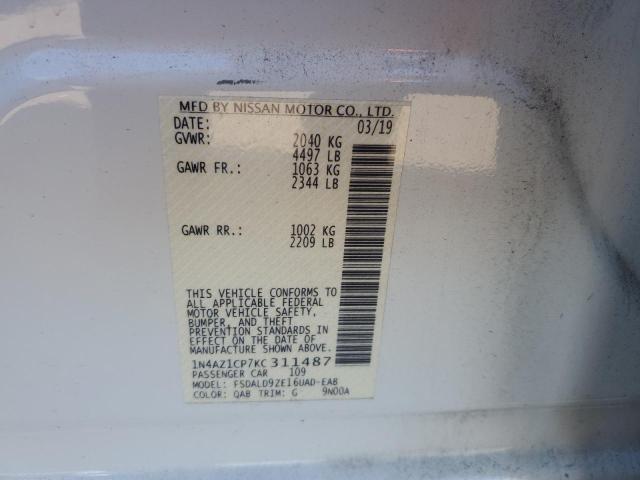 MFD BY NISSAN MOTOR CO., LTD.
DATE: 03/19
GVWR: 2040 KG
4497 LB
GAWR FR.: 1063 KG
2344 LB
GAWR RR.: 1002 KG
2209 LB
THIS VEHICLE CONFORMS TO
ALL APPLICABLE FEDERAL
MOTOR VEHICLE SAFETY,
BUMPER, AND THEFT
PREVENTION STANDARDS IN
EFFECT ON THE DATE OF
MANUFACTURE SHOWN ABOVE.
1N4AZ1CP7KC 311487
PASSENGER CAR 109
MODEL: FSDALD9ZE16UAD-EAB
COLOR: QAB TRIM: G 9N00A